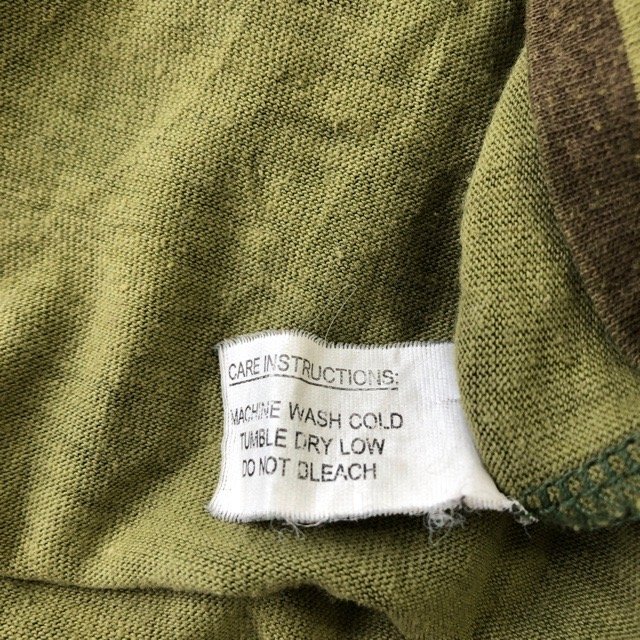 CARE INSTRUCTIONS:
MACHINE WASH COLD
TUMBLE DRY LOW
DO NOT BLEACH